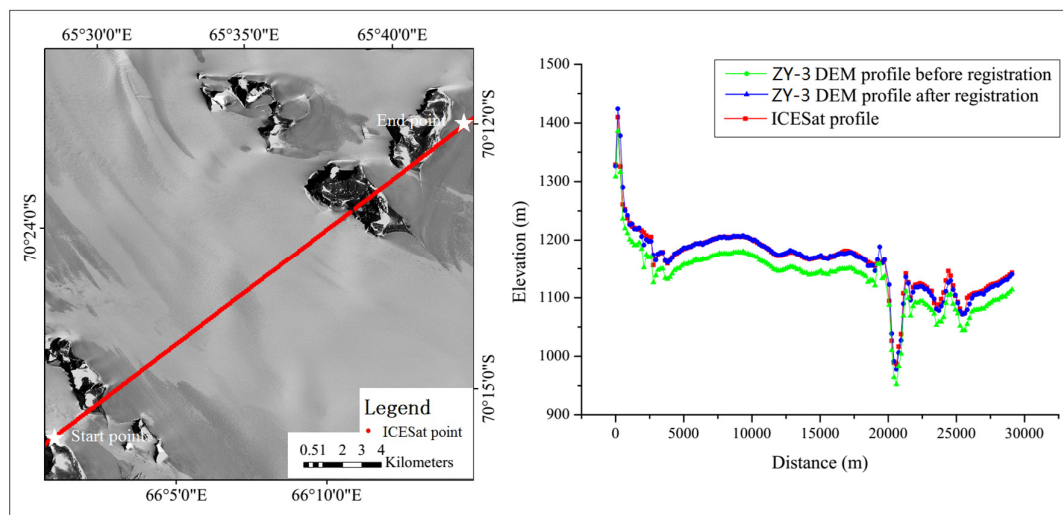 65°30'0"E
65°35'0"E
65°40'0"E
End point
70°12'0"S
70°24'0"S
70°15'0"S
Start point
Legend
ICESat point
0.51 2 3 4
Kilometers
66°5'0"E
66°10'0"E
ZY-3 DEM profile before registration
ZY-3 DEM profile after registration
ICESat profile
1500
1400
1300
1200
1100
1000
900
Elevation (m)
0
5000
10000
15000
20000
25000
30000
Distance (m)